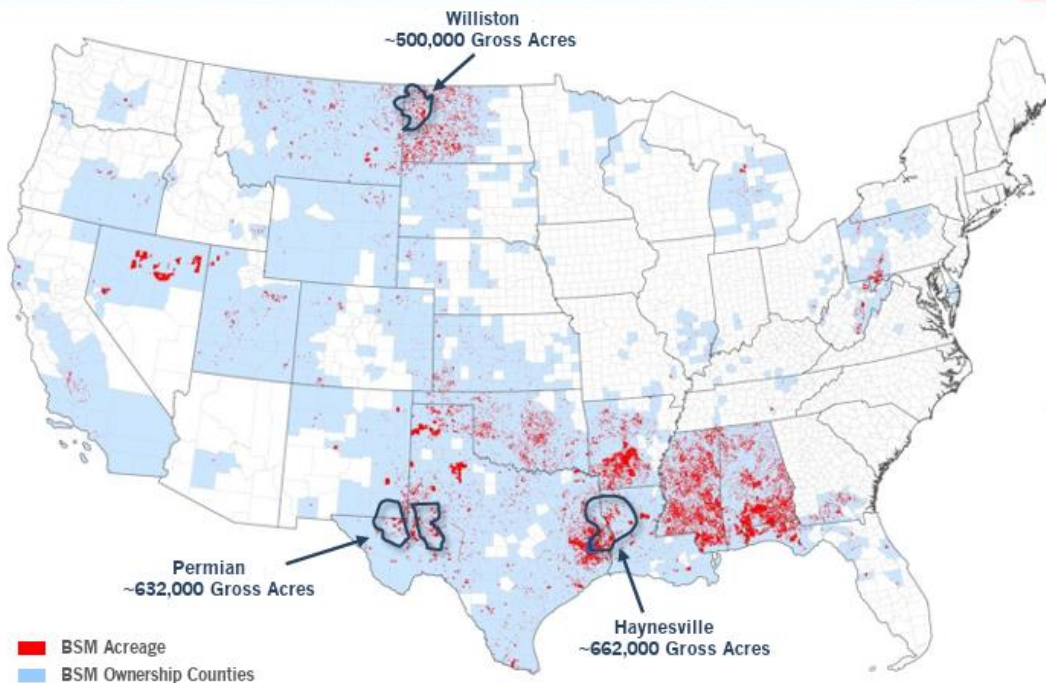 Williston
~500,000 Gross Acres
Permian
~632,000 Gross Acres
Haynesville
~662,000 Gross Acres
BSM Acreage
BSM Ownership Counties